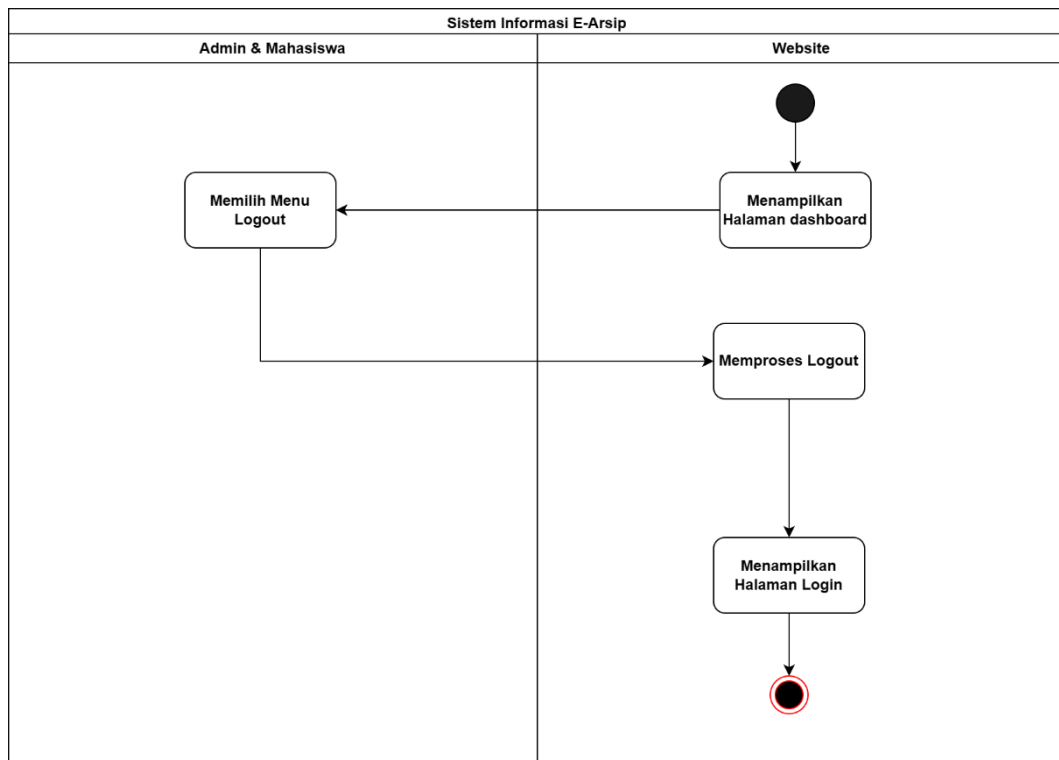 Sistem Informasi E-Arsip
Admin & Mahasiswa
Website
Memilih Menu
Logout
Menampilkan
Halaman dashboard
Memproses Logout
Menampilkan
Halaman Login